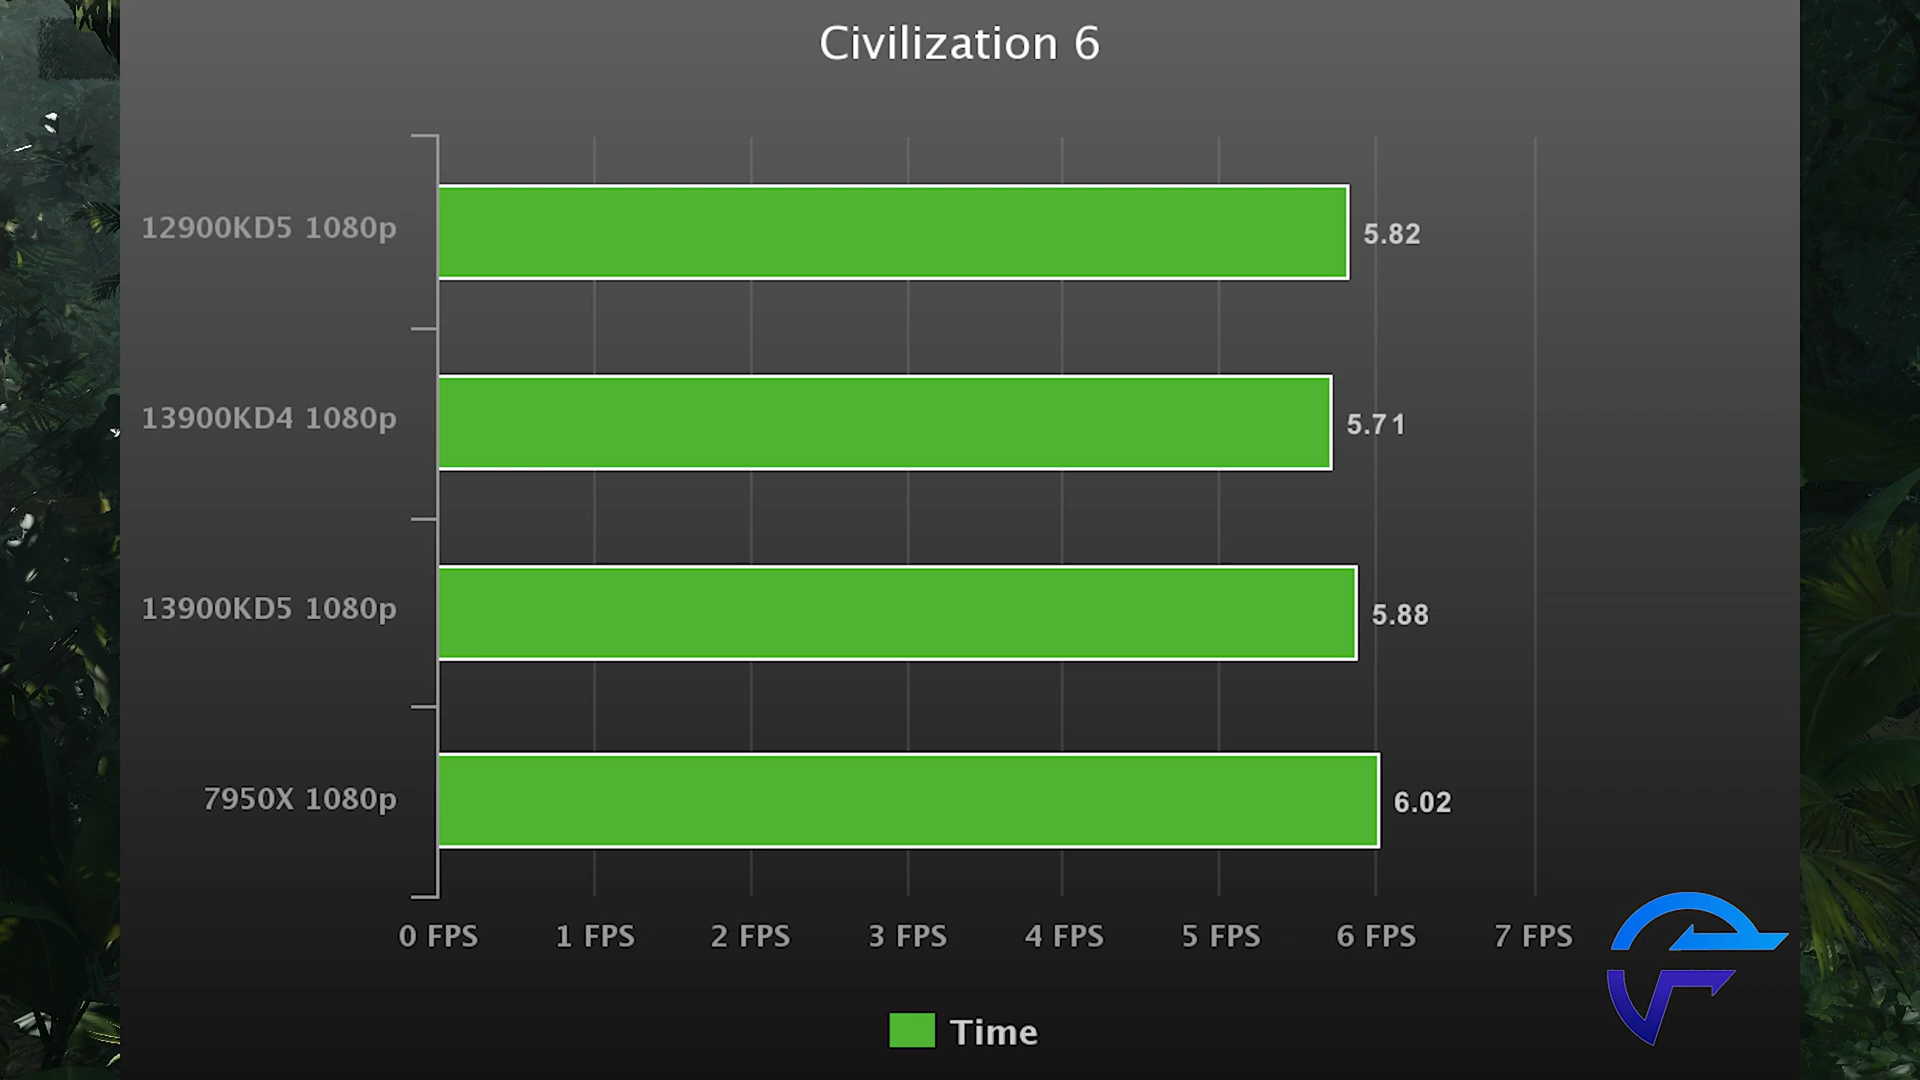 Civilization 6
12900KD5 1080p
5.82
13900KD4 1080p
5.71
13900KD5 1080p
5.88
7950X 1080p
6.02
0 FPS 1 FPS 2 FPS 3 FPS 4 FPS 5 FPS 6 FPS 7 FPS
Time